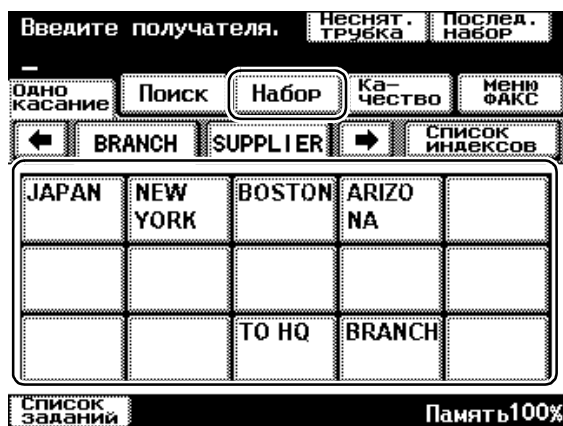 Введите получателя.
Неснят. трубка
Послед. набор
Одно касание
Поиск
Набор
Ка-
чество
Меню ФАКС
BRANCH
SUPPLIER
Список индексов
JAPAN
NEW
YORK
BOSTON
ARIZO
NA
TO HQ
BRANCH
Список заданий
Память100%